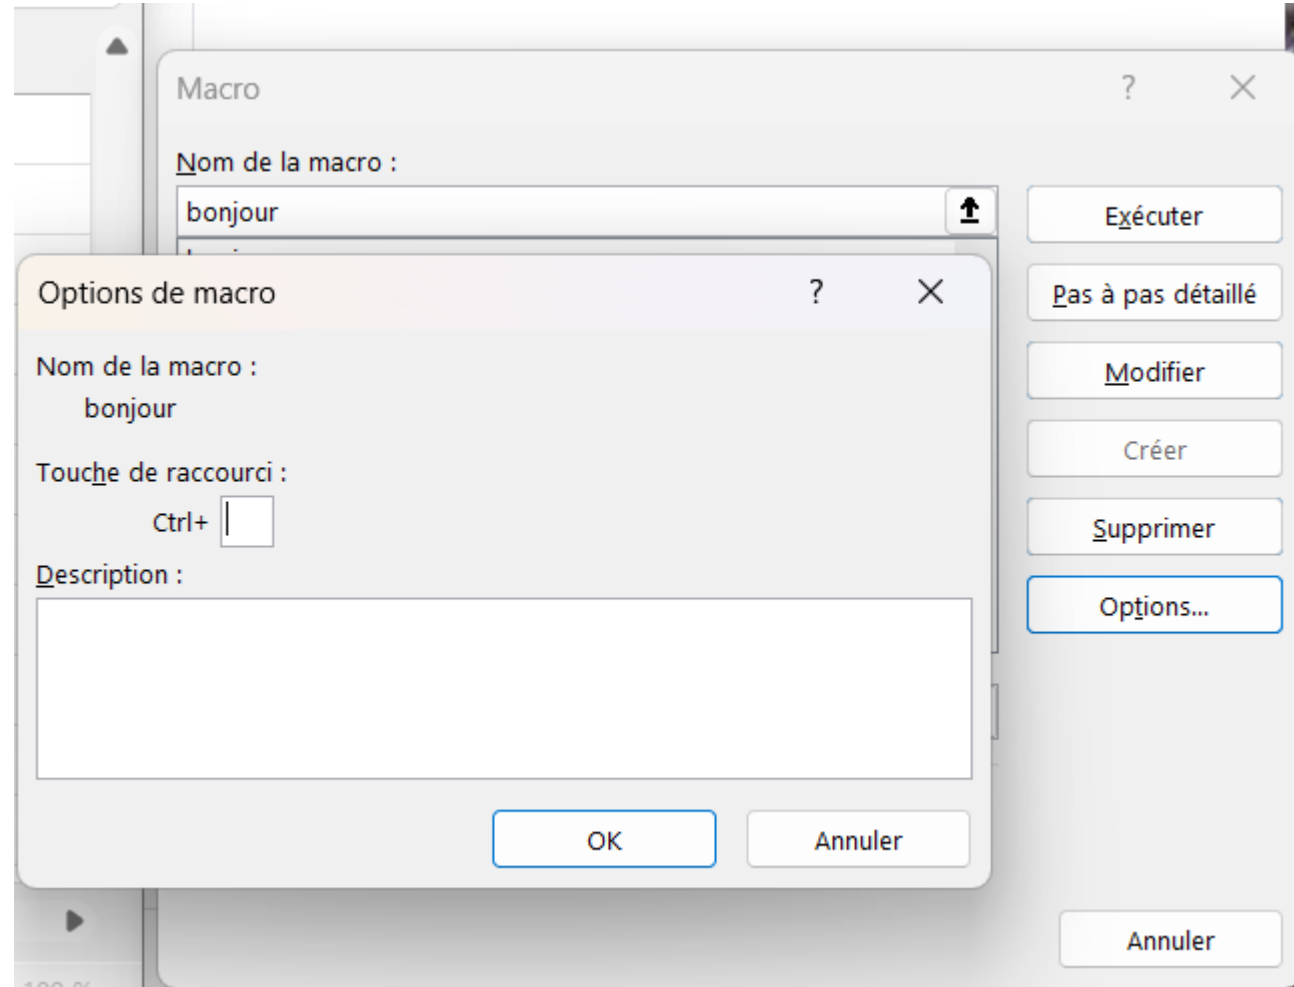 Macro
?
Nom de la macro :
bonjour
Exécuter
Options de macro
?
Pas à pas détaillé
Nom de la macro :
bonjour
Modifier
Touche de raccourci :
Créer
Ctrl+
Supprimer
Description :
Options...
OK
Annuler
Annuler